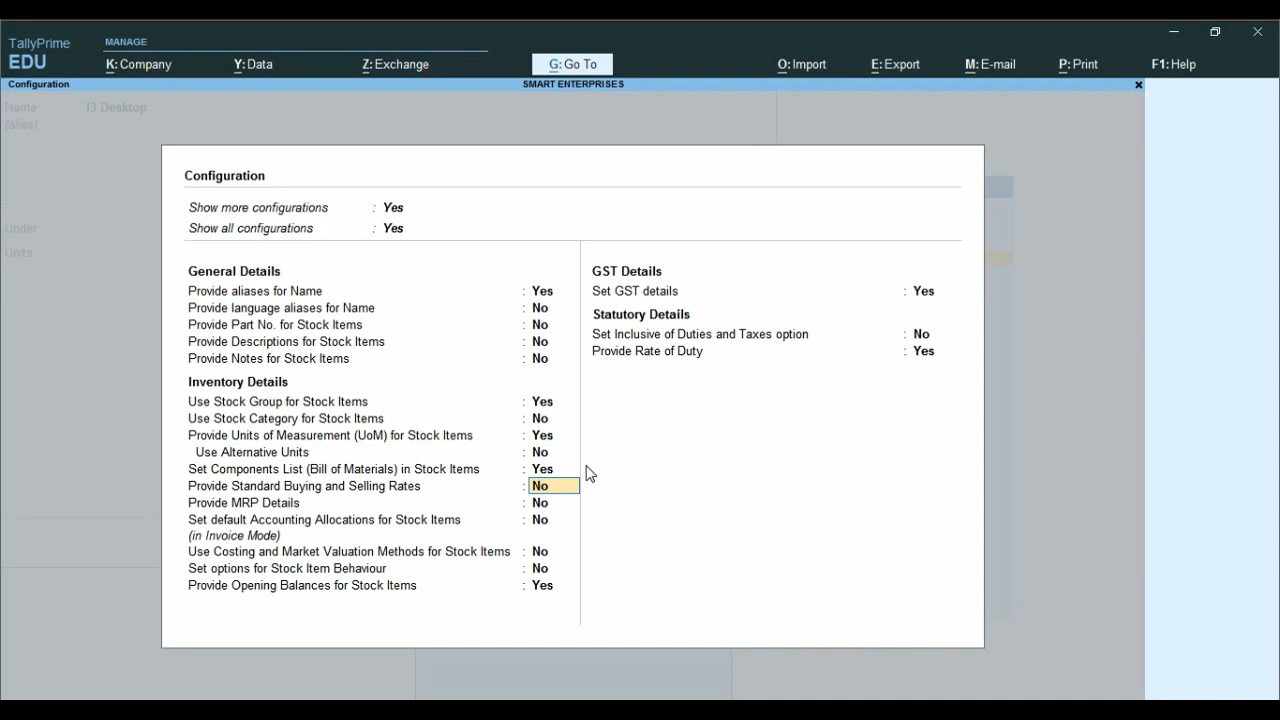 TallyPrime
EDU
MANAGE
K: Company Y: Data Z: Exchange G: Go To O: Import E: Export M: E-mail P: Print F1: Help
Configuration SMART ENTERPRISES x
Name : I3 Desktop
(alias) :
Under
Units
Configuration
Show more configurations : Yes
Show all configurations : Yes
General Details
Provide aliases for Name : Yes
Provide language aliases for Name : No
Provide Part No. for Stock Items : No
Provide Descriptions for Stock Items : No
Provide Notes for Stock Items : No
Inventory Details
Use Stock Group for Stock Items : Yes
Use Stock Category for Stock Items : No
Provide Units of Measurement (UoM) for Stock Items : Yes
Use Alternative Units : No
Set Components List (Bill of Materials) in Stock Items : Yes
Provide Standard Buying and Selling Rates : No
Provide MRP Details : No
Set default Accounting Allocations for Stock Items : No
(in Invoice Mode)
Use Costing and Market Valuation Methods for Stock Items : No
Set options for Stock Item Behaviour : No
Provide Opening Balances for Stock Items : Yes
GST Details
Set GST details : Yes
Statutory Details
Set Inclusive of Duties and Taxes option : No
Provide Rate of Duty : Yes